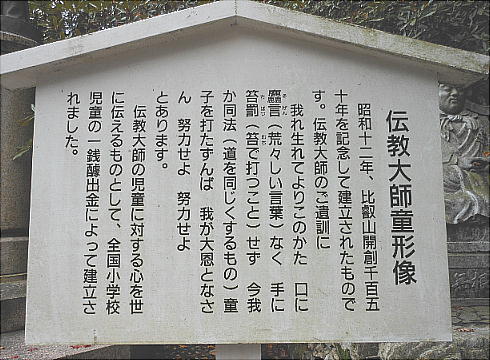 伝教大師童形像
昭和十二年、比叡山開創千百五
十年を記念して建立されたもので
す。伝教大師のご遺訓に
我れ生れてよりこのかた　口に
麤言（荒々しい言葉）なく　手に
笞罰（笞で打つこと）せず　今我
か同法（道を同じくするもの）童
子を打たずんば　我が大恩となさ
ん　努力せよ　努力せよ
とあります。
伝教大師の児童に対する心を世
に伝えるものとして、全国小学校
児童の一銭醵出金によって建立さ
れました。